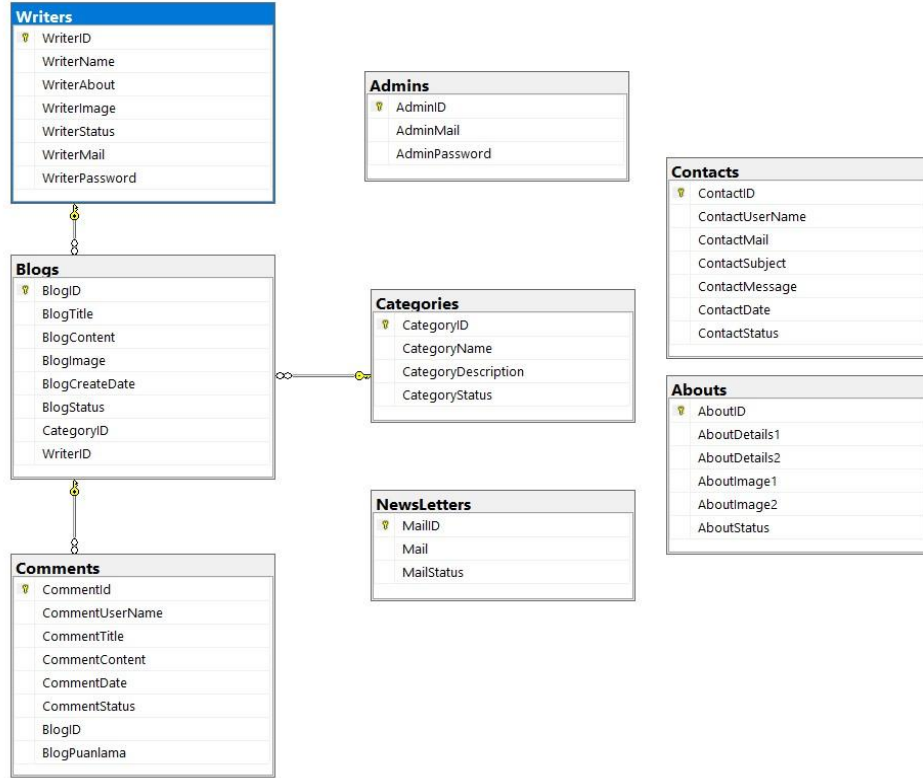 Writers
WriterID
WriterName
WriterAbout
WriterImage
WriterStatus
WriterMail
WriterPassword
Admins
AdminID
AdminMail
AdminPassword
Contacts
ContactID
ContactUserName
ContactMail
ContactSubject
ContactMessage
ContactDate
ContactStatus
Blogs
BlogID
BlogTitle
BlogContent
BlogImage
BlogCreateDate
BlogStatus
CategoryID
WriterID
Categories
CategoryID
CategoryName
CategoryDescription
CategoryStatus
Abouts
AboutID
AboutDetails1
AboutDetails2
AboutImage1
AboutImage2
AboutStatus
NewsLetters
MailID
Mail
MailStatus
Comments
CommentId
CommentUserName
CommentTitle
CommentContent
CommentDate
CommentStatus
BlogID
BlogPuanlama